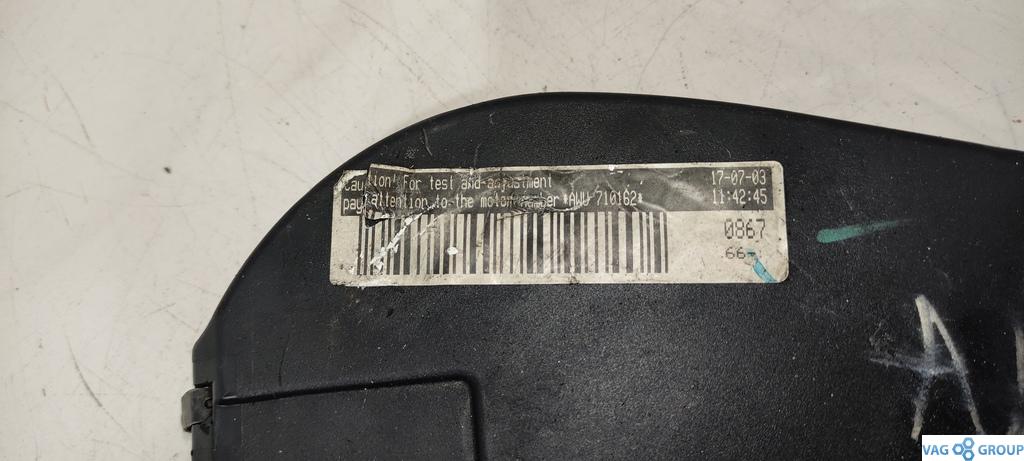 Caution! for test and adjustment 17-07-03
pay attention to the motor number *AWU 710162* 11:42:45
0867
66-
A
VAG GROUP